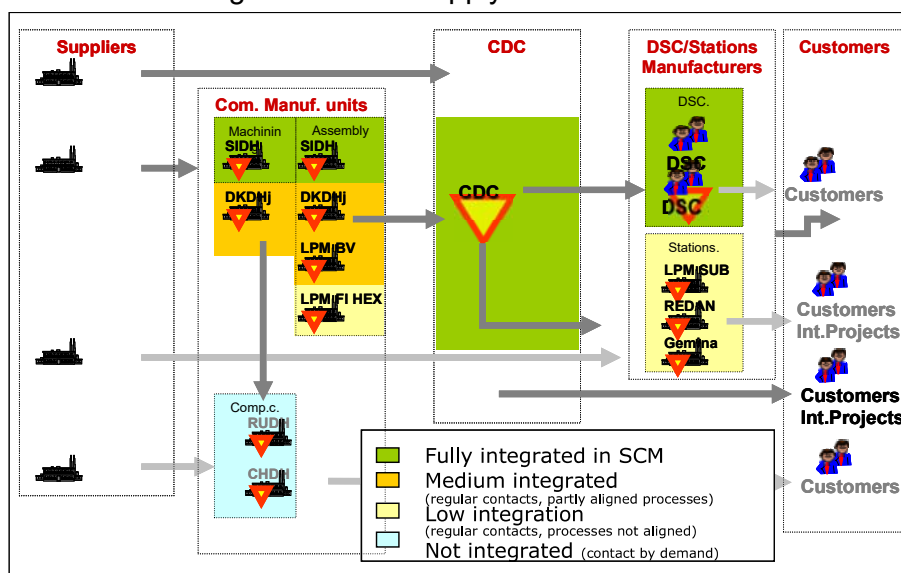 Suppliers
CDC
DSC/Stations
Manufacturers
Customers
Com. Manuf. units
Machinin
Assembly
SIDH
SIDH
DKDHj
DKDHj
LPM BV
LPM FI HEX
Comp.c.
RUDH
CHDH
CDC
DSC.
DSC
DSC
Stations.
LPM SUB
REDAN
Gemina
Customers
Customers
Int.Projects
Customers
Int.Projects
Customers
Fully integrated in SCM
Medium integrated
(regular contacts, partly aligned processes)
Low integration
(regular contacts, processes not aligned)
Not integrated (contact by demand)